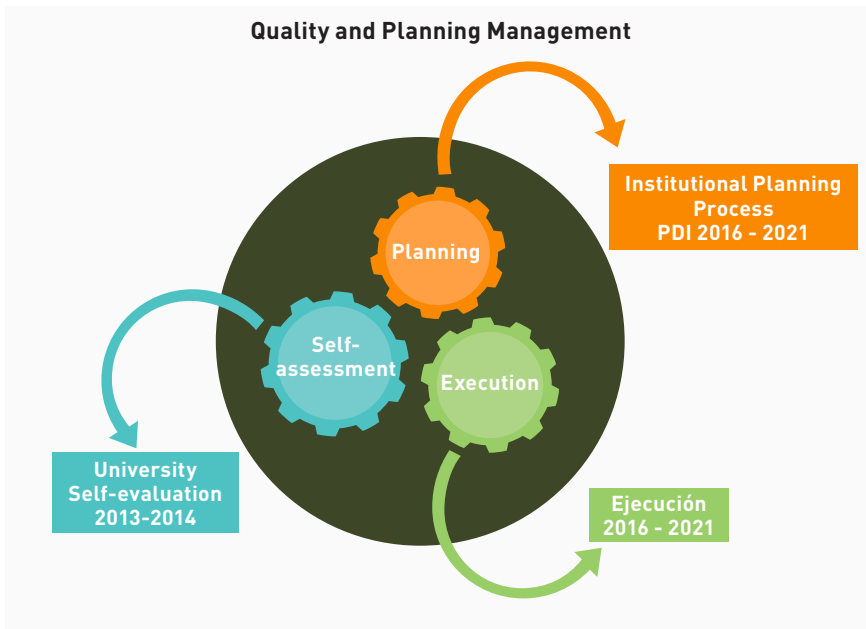 Quality and Planning Management
Institutional Planning
Process
PDI 2016 - 2021
Planning
Self-
assessment
Execution
University
Self-evaluation
2013-2014
Ejecución
2016 - 2021